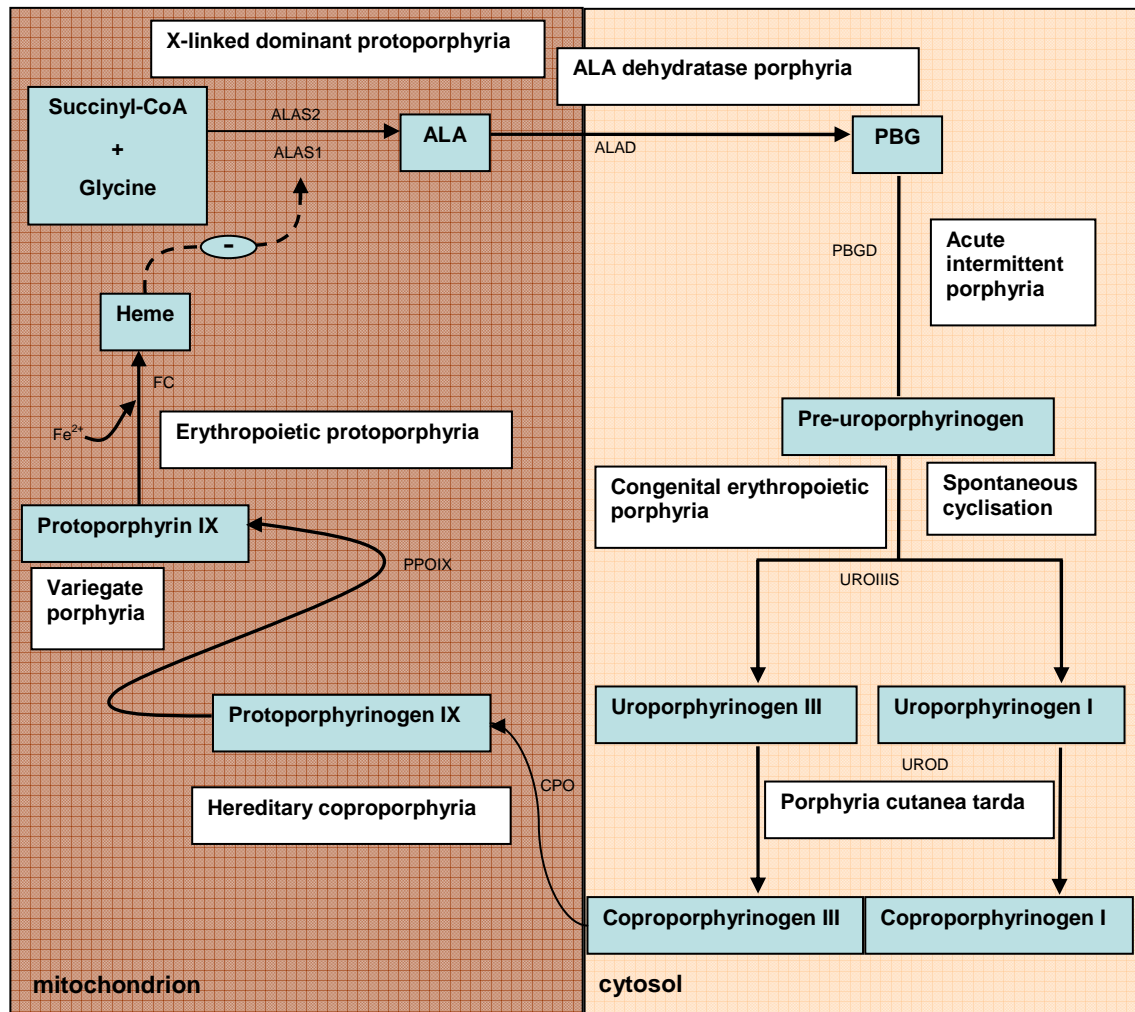 X-linked dominant protoporphyria
ALA dehydratase porphyria
Succinyl-CoA
+
Glycine
ALAS2
ALAS1
ALA
ALAD
PBG
-
PBGD
Acute
intermittent
porphyria
Heme
FC
Fe2+
Erythropoietic protoporphyria
Pre-uroporphyrinogen
Congenital erythropoietic
porphyria
Spontaneous
cyclisation
Protoporphyrin IX
PPOIX
Variegate
porphyria
UROIIIS
Protoporphyrinogen IX
Uroporphyrinogen III
Uroporphyrinogen I
UROD
CPO
Hereditary coproporphyria
Porphyria cutanea tarda
Coproporphyrinogen III
Coproporphyrinogen I
mitochondrion
cytosol